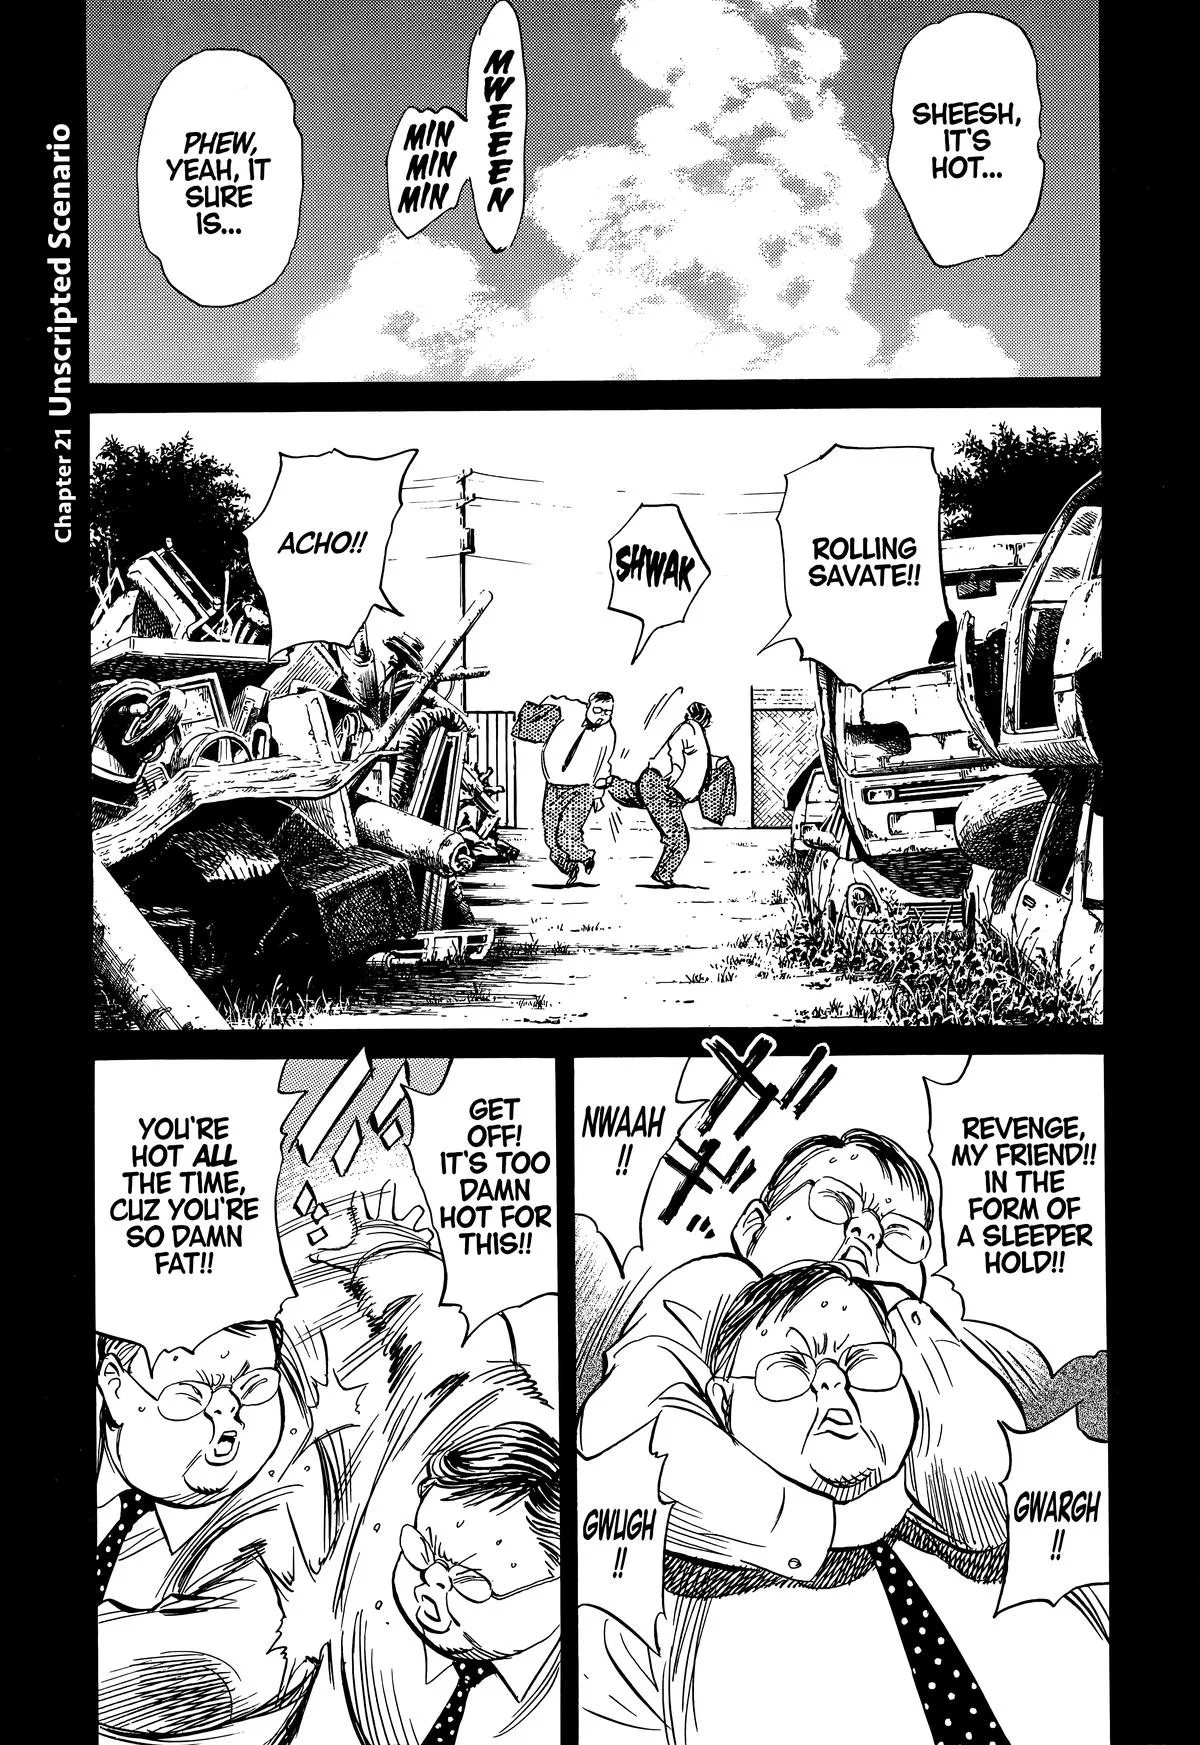 Chapter 21 Unscripted Scenario
SHEESH,
IT'S
HOT...
MWEEEN
MIN
MIN
MIN
PHEW,
YEAH, IT
SURE
IS...
ROLLING
SAVATE!!
SHWAK
ACHO!!
REVENGE,
MY FRIEND!!
IN THE
FORM OF
A SLEEPER
HOLD!!
NWAAH
!!
GWARGH
!!
GWUGH
!!
GET
OFF!
IT'S TOO
DAMN
HOT FOR
THIS!!
YOU'RE
HOT ALL
THE TIME,
CUZ YOU'RE
SO DAMN
FAT!!